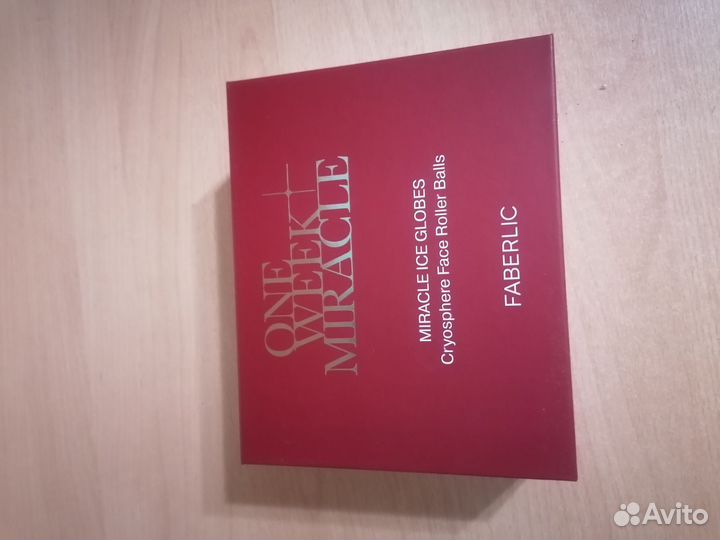 ONE
WEEK
MIRACLE
MIRACLE ICE GLOBES
Cryosphere Face Roller Balls
FABERLIC
Avito